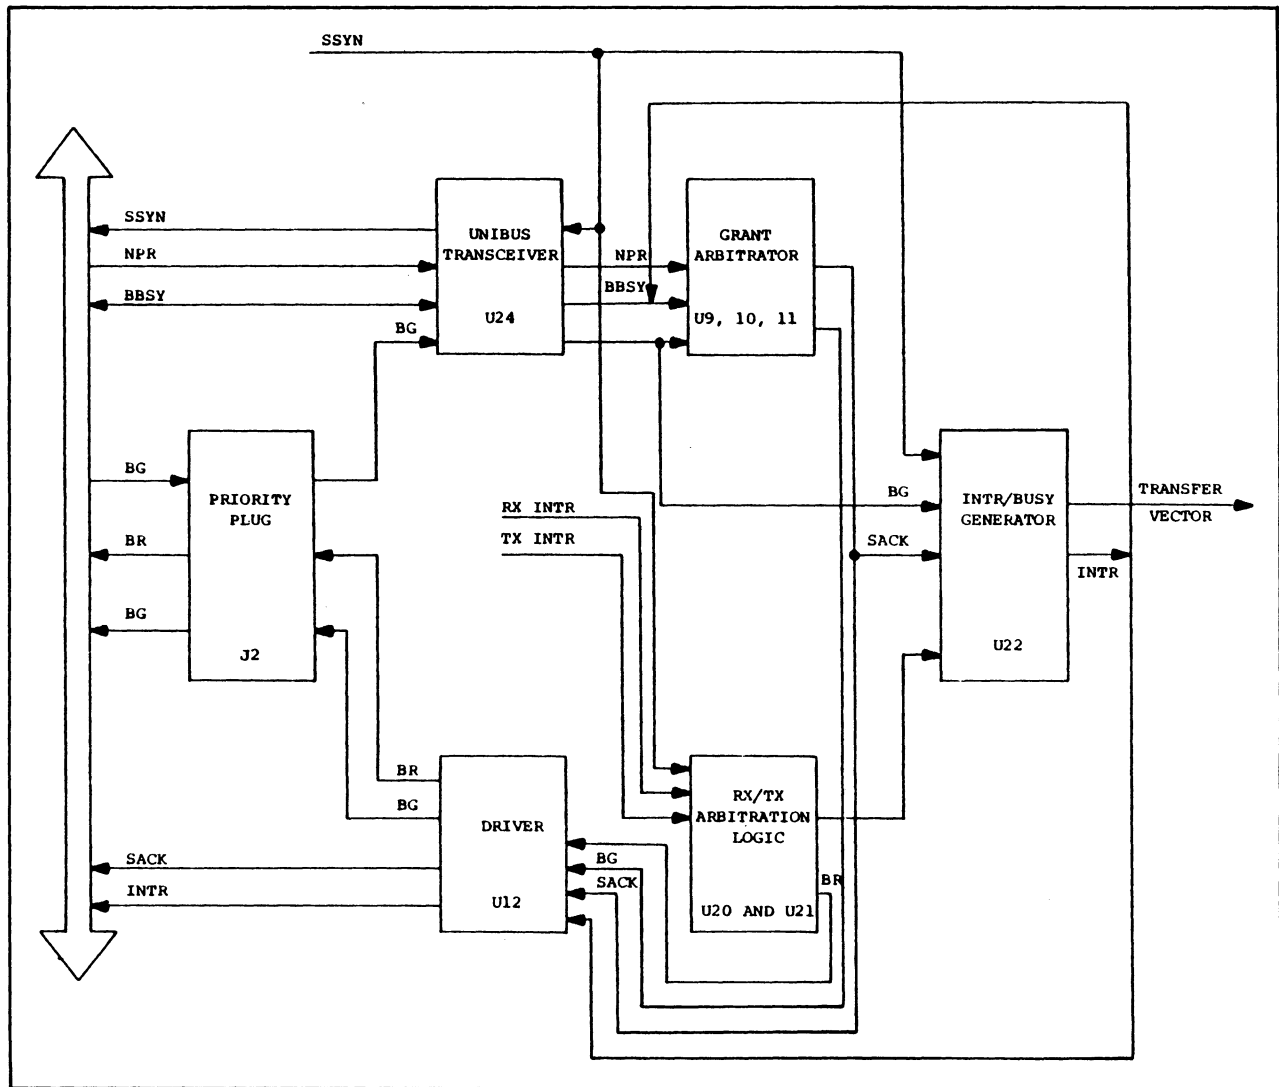 SSYN
SSYN
NPR
BBSY
UNIBUS
TRANSCEIVER
U24
NPR
BBSY
GRANT
ARBITRATOR
U9, 10, 11
BG
BG
BR
BG
PRIORITY
PLUG
J2
RX INTR
TX INTR
BG
SACK
INTR/BUSY
GENERATOR
U22
TRANSFER
VECTOR
INTR
BR
BG
SACK
INTR
DRIVER
U12
BG
SACK
RX/TX
ARBITRATION
LOGIC
U20 AND U21
BR